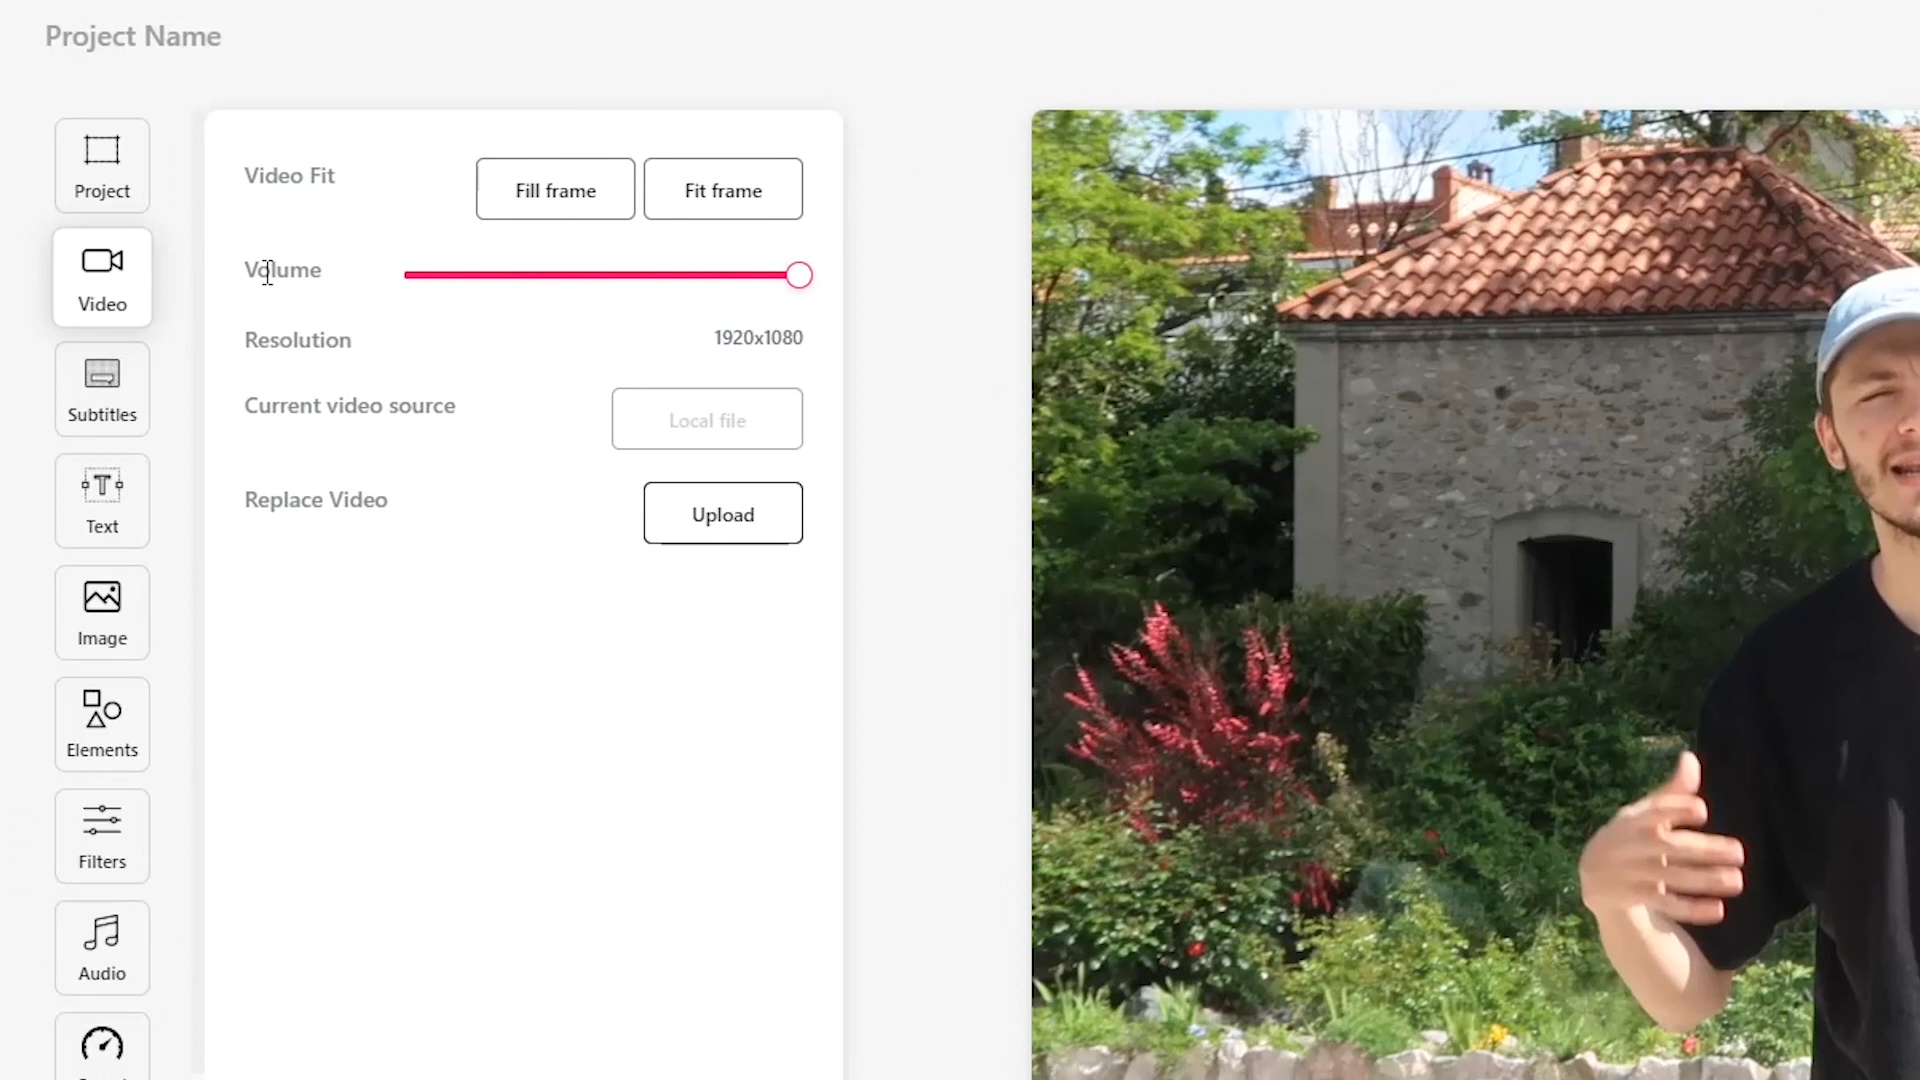 Project Name
Project
Video
Subtitles
Text
Image
Elements
Filters
Audio
Video Fit
Fill frame
Fit frame
Volume
Resolution
1920x1080
Current video source
Local file
Replace Video
Upload